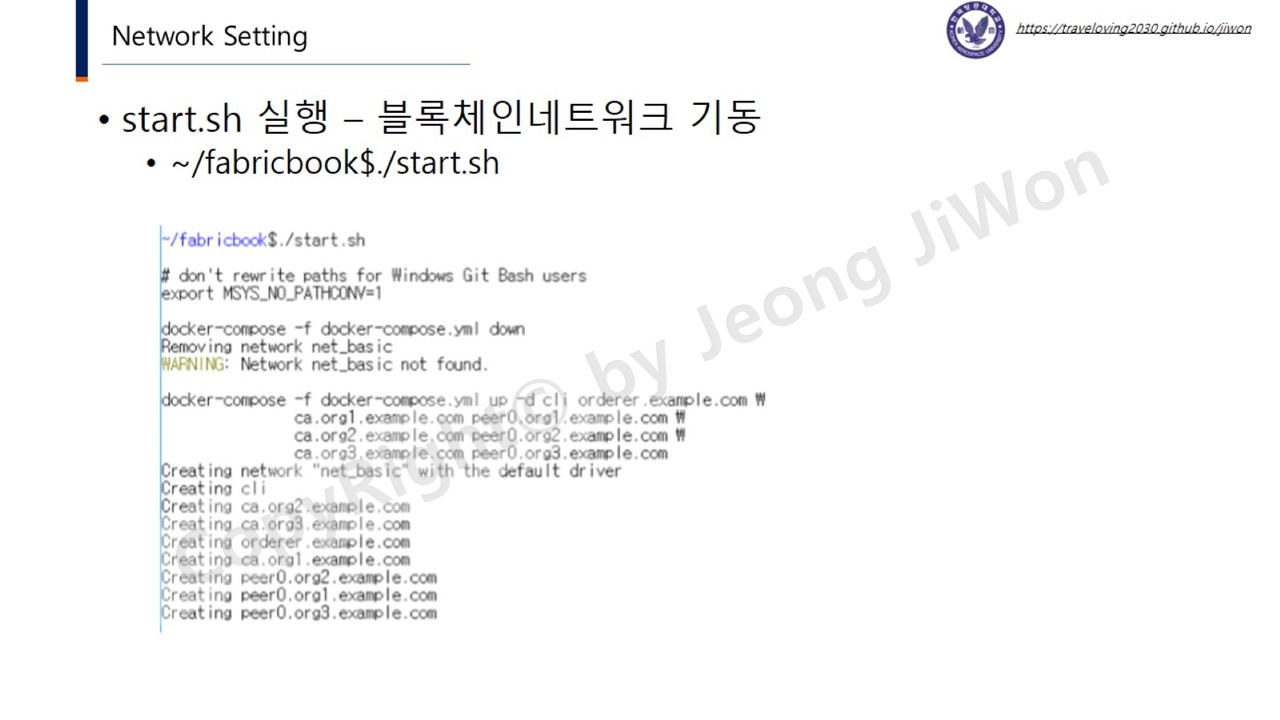 Network Setting
https://traveloving2030.github.io/jiwon
• start.sh 실행 – 블록체인네트워크 기동
• ~/fabricbook$./start.sh
~/fabricbook$./start.sh
# don't rewrite paths for Windows Git Bash users
export MSYS_NO_PATHCONV=1
docker-compose -f docker-compose.yml down
Removing network net_basic
WARNING: Network net_basic not found.
docker-compose -f docker-compose.yml up -d cli orderer.example.com ₩
ca.org1.example.com peer0.org1.example.com ₩
ca.org2.example.com peer0.org2.example.com ₩
ca.org3.example.com peer0.org3.example.com
Creating network "net_basic" with the default driver
Creating cli
Creating ca.org2.example.com
Creating ca.org3.example.com
Creating orderer.example.com
Creating ca.org1.example.com
Creating peer0.org2.example.com
Creating peer0.org1.example.com
Creating peer0.org3.example.com
CopyRight© by Jeong JiWon